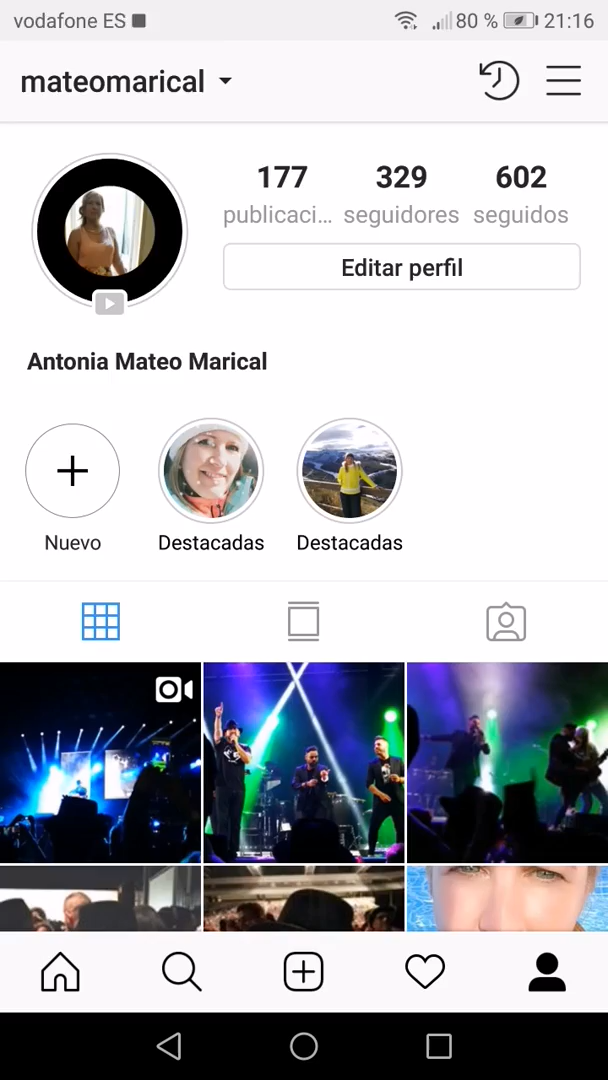 vodafone ES 80 % 21:16
mateomarical
177 329 602
publicaci... seguidores seguidos
Editar perfil
Antonia Mateo Marical
Nuevo Destacadas Destacadas